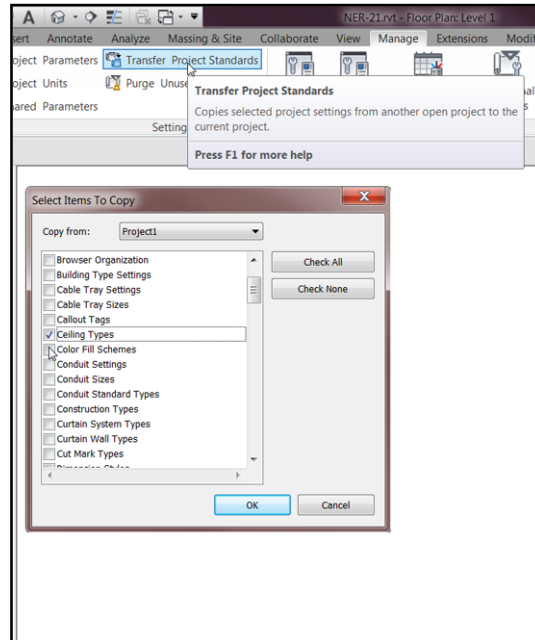 A
NER-21.rvt - Floor Plan: Level 1
sert Annotate Analyze Massing & Site Collaborate View Manage Extensions Modif
oject Parameters Transfer Project Standards
oject Units Purge Unuse
ared Parameters
Setting
Transfer Project Standards
Copies selected project settings from another open project to the
current project.
Press F1 for more help
al
s
Select Items To Copy
Copy from: Project1
Browser Organization
Building Type Settings
Cable Tray Settings
Cable Tray Sizes
Callout Tags
Ceiling Types
Color Fill Schemes
Conduit Settings
Conduit Sizes
Conduit Standard Types
Construction Types
Curtain System Types
Curtain Wall Types
Cut Mark Types
Dimension Styles
Check All
Check None
OK Cancel